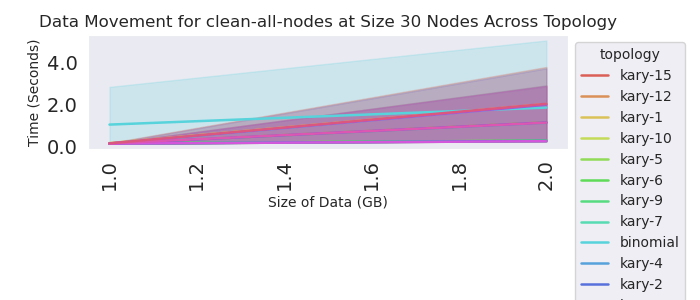 Data Movement for clean-all-nodes at Size 30 Nodes Across Topology
Time (Seconds)
4.0
2.0
0.0
1.0
1.2
1.4
1.6
1.8
2.0
Size of Data (GB)
topology
kary-15
kary-12
kary-1
kary-10
kary-5
kary-6
kary-9
kary-7
binomial
kary-4
kary-2